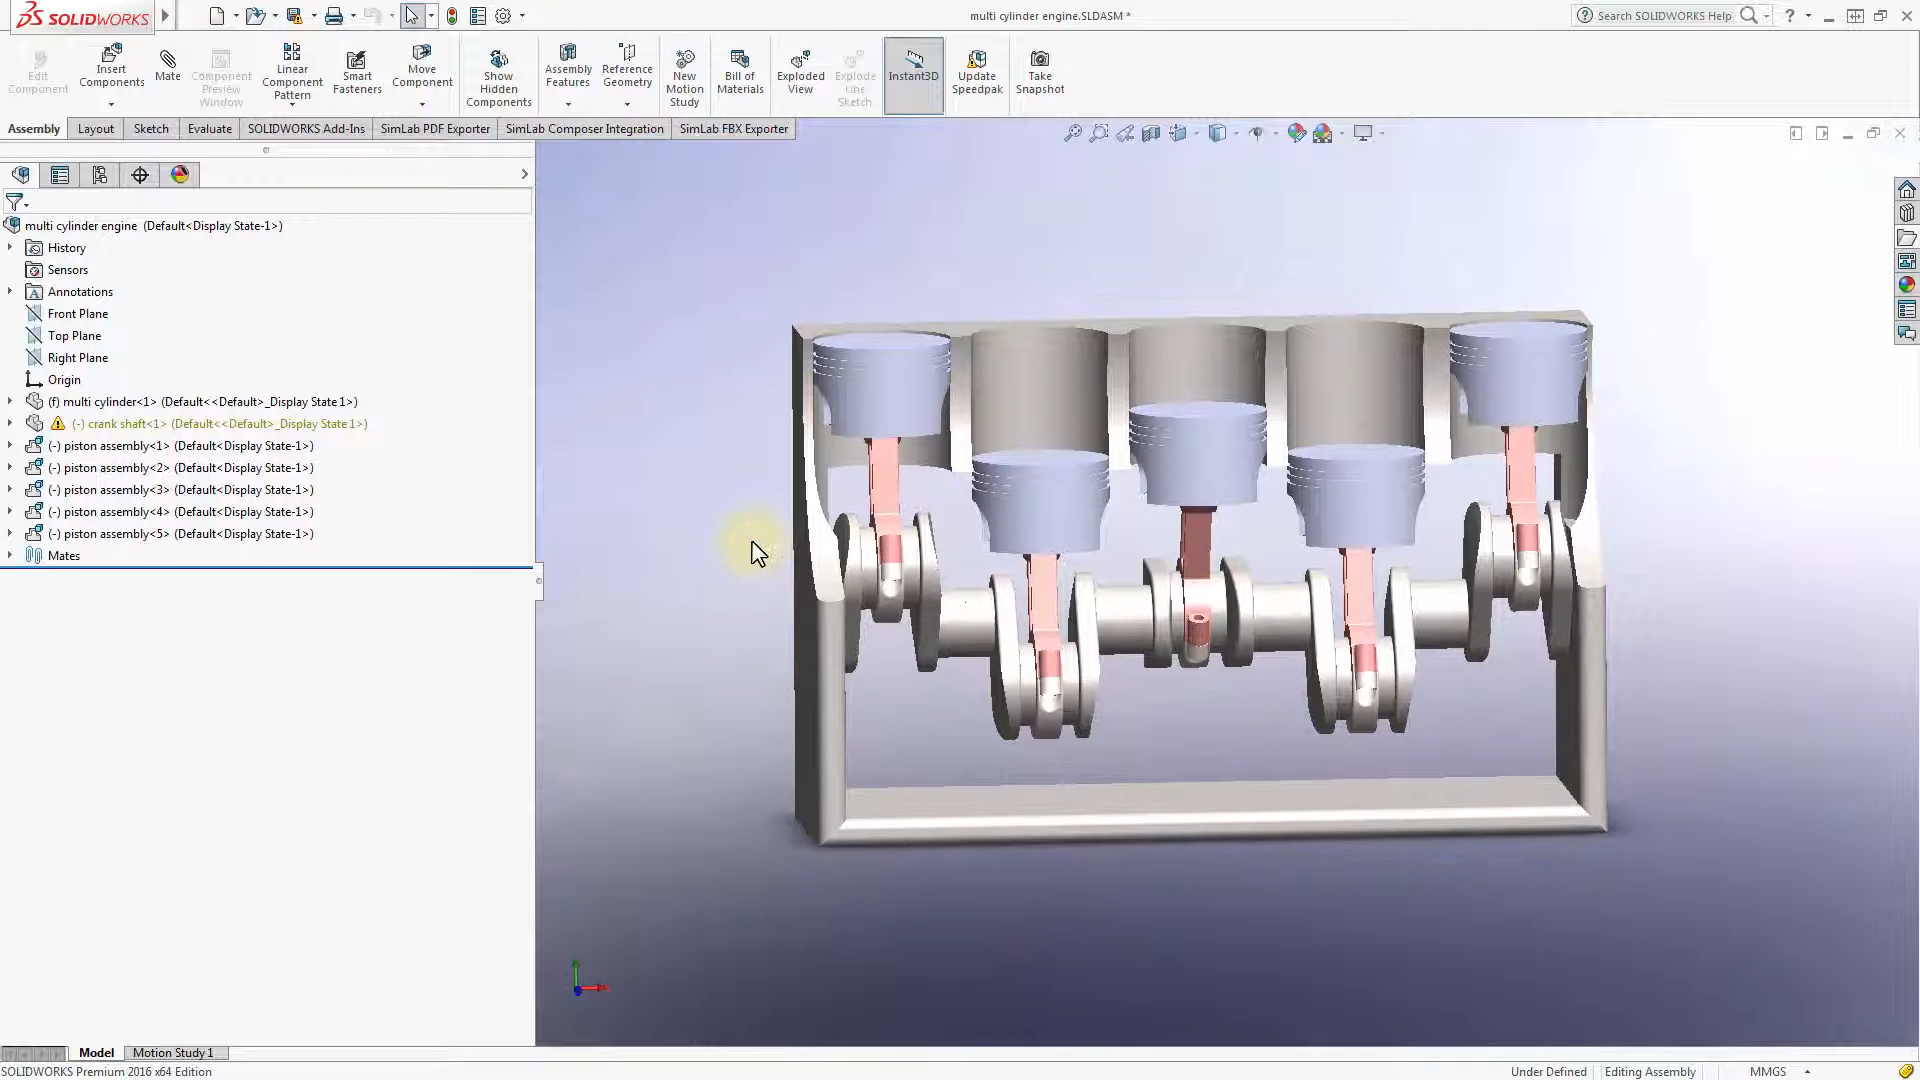 SOLIDWORKS
multi cylinder engine.SLDASM *
Search SOLIDWORKS Help
Edit Component
Insert Components
Mate
Component Preview Window
Linear Component Pattern
Smart Fasteners
Move Component
Show Hidden Components
Assembly Features
Reference Geometry
New Motion Study
Bill of Materials
Exploded View
Explode Line Sketch
Instant3D
Update Speedpak
Take Snapshot
Assembly
Layout
Sketch
Evaluate
SOLIDWORKS Add-Ins
SimLab PDF Exporter
SimLab Composer Integration
SimLab FBX Exporter
multi cylinder engine (Default<Display State-1>)
History
Sensors
Annotations
Front Plane
Top Plane
Right Plane
Origin
(f) multi cylinder<1> (Default<<Default>_Display State 1>)
(-) crank shaft<1> (Default<<Default>_Display State 1>)
(-) piston assembly<1> (Default<Display State-1>)
(-) piston assembly<2> (Default<Display State-1>)
(-) piston assembly<3> (Default<Display State-1>)
(-) piston assembly<4> (Default<Display State-1>)
(-) piston assembly<5> (Default<Display State-1>)
Mates
Model
Motion Study 1
SOLIDWORKS Premium 2016 x64 Edition
Under Defined
Editing Assembly
MMGS